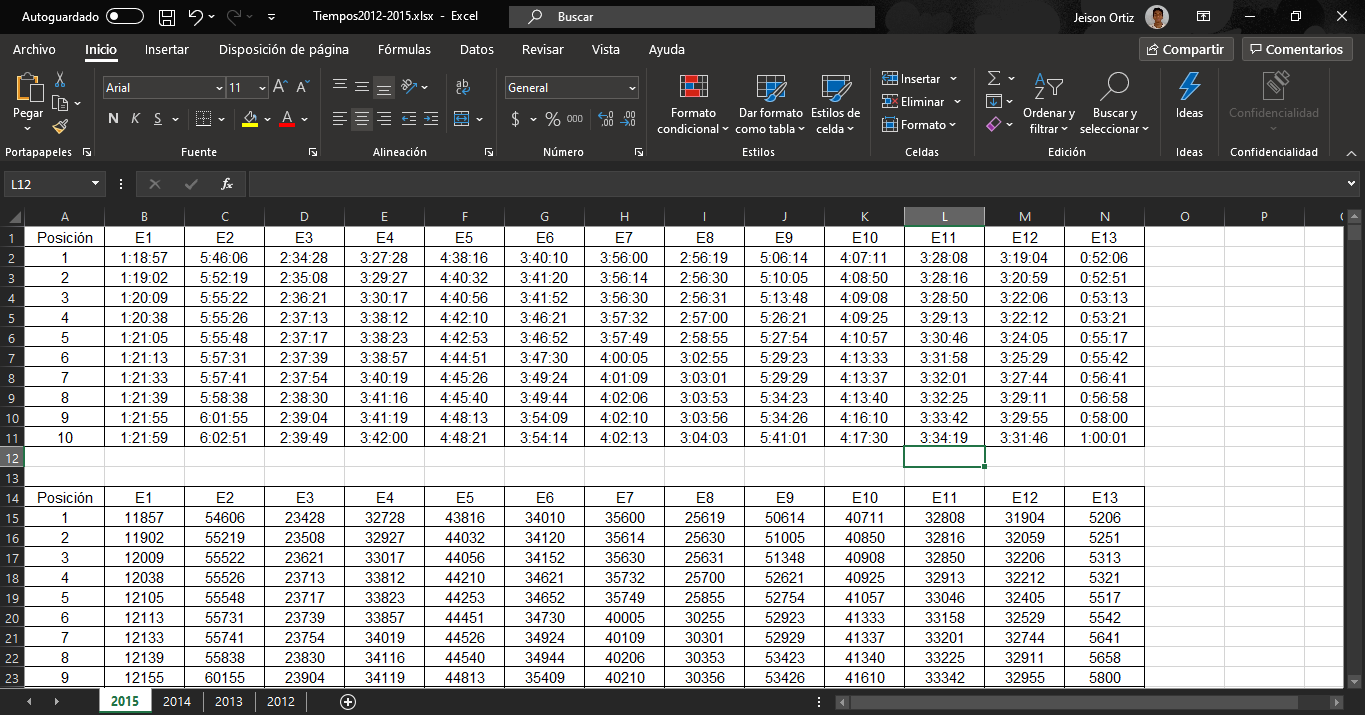 Autoguardado Tiempos2012-2015.xlsx - Excel Buscar Jeison Ortiz
Archivo Inicio Insertar Disposición de página Fórmulas Datos Revisar Vista Ayuda Compartir Comentarios
Pegar
Portapapeles
Arial 11
N K S
Fuente
ab
Alineación
General
$ % 000
Número
Formato condicional
Dar formato como tabla
Estilos de celda
Estilos
Insertar
Eliminar
Formato
Celdas
Ordenar y filtrar
Buscar y seleccionar
Edición
Ideas
Ideas
Confidencialidad
Confidencialidad
L12 fx
A B C D E F G H I J K L M N O P
1 Posición E1 E2 E3 E4 E5 E6 E7 E8 E9 E10 E11 E12 E13
2 1 1:18:57 5:46:06 2:34:28 3:27:28 4:38:16 3:40:10 3:56:00 2:56:19 5:06:14 4:07:11 3:28:08 3:19:04 0:52:06
3 2 1:19:02 5:52:19 2:35:08 3:29:27 4:40:32 3:41:20 3:56:14 2:56:30 5:10:05 4:08:50 3:28:16 3:20:59 0:52:51
4 3 1:20:09 5:55:22 2:36:21 3:30:17 4:40:56 3:41:52 3:56:30 2:56:31 5:13:48 4:09:08 3:28:50 3:22:06 0:53:13
5 4 1:20:38 5:55:26 2:37:13 3:38:12 4:42:10 3:46:21 3:57:32 2:57:00 5:26:21 4:09:25 3:29:13 3:22:12 0:53:21
6 5 1:21:05 5:55:48 2:37:17 3:38:23 4:42:53 3:46:52 3:57:49 2:58:55 5:27:54 4:10:57 3:30:46 3:24:05 0:55:17
7 6 1:21:13 5:57:31 2:37:39 3:38:57 4:44:51 3:47:30 4:00:05 3:02:55 5:29:23 4:13:33 3:31:58 3:25:29 0:55:42
8 7 1:21:33 5:57:41 2:37:54 3:40:19 4:45:26 3:49:24 4:01:09 3:03:01 5:29:29 4:13:37 3:32:01 3:27:44 0:56:41
9 8 1:21:39 5:58:38 2:38:30 3:41:16 4:45:40 3:49:44 4:02:06 3:03:53 5:34:23 4:13:40 3:32:25 3:29:11 0:56:58
10 9 1:21:55 6:01:55 2:39:04 3:41:19 4:48:13 3:54:09 4:02:10 3:03:56 5:34:26 4:16:10 3:33:42 3:29:55 0:58:00
11 10 1:21:59 6:02:51 2:39:49 3:42:00 4:48:21 3:54:14 4:02:13 3:04:03 5:41:01 4:17:30 3:34:19 3:31:46 1:00:01
12
13
14 Posición E1 E2 E3 E4 E5 E6 E7 E8 E9 E10 E11 E12 E13
15 1 11857 54606 23428 32728 43816 34010 35600 25619 50614 40711 32808 31904 5206
16 2 11902 55219 23508 32927 44032 34120 35614 25630 51005 40850 32816 32059 5251
17 3 12009 55522 23621 33017 44056 34152 35630 25631 51348 40908 32850 32206 5313
18 4 12038 55526 23713 33812 44210 34621 35732 25700 52621 40925 32913 32212 5321
19 5 12105 55548 23717 33823 44253 34652 35749 25855 52754 41057 33046 32405 5517
20 6 12113 55731 23739 33857 44451 34730 40005 30255 52923 41333 33158 32529 5542
21 7 12133 55741 23754 34019 44526 34924 40109 30301 52929 41337 33201 32744 5641
22 8 12139 55838 23830 34116 44540 34944 40206 30353 53423 41340 33225 32911 5658
23 9 12155 60155 23904 34119 44813 35409 40210 30356 53426 41610 33342 32955 5800
2015 2014 2013 2012